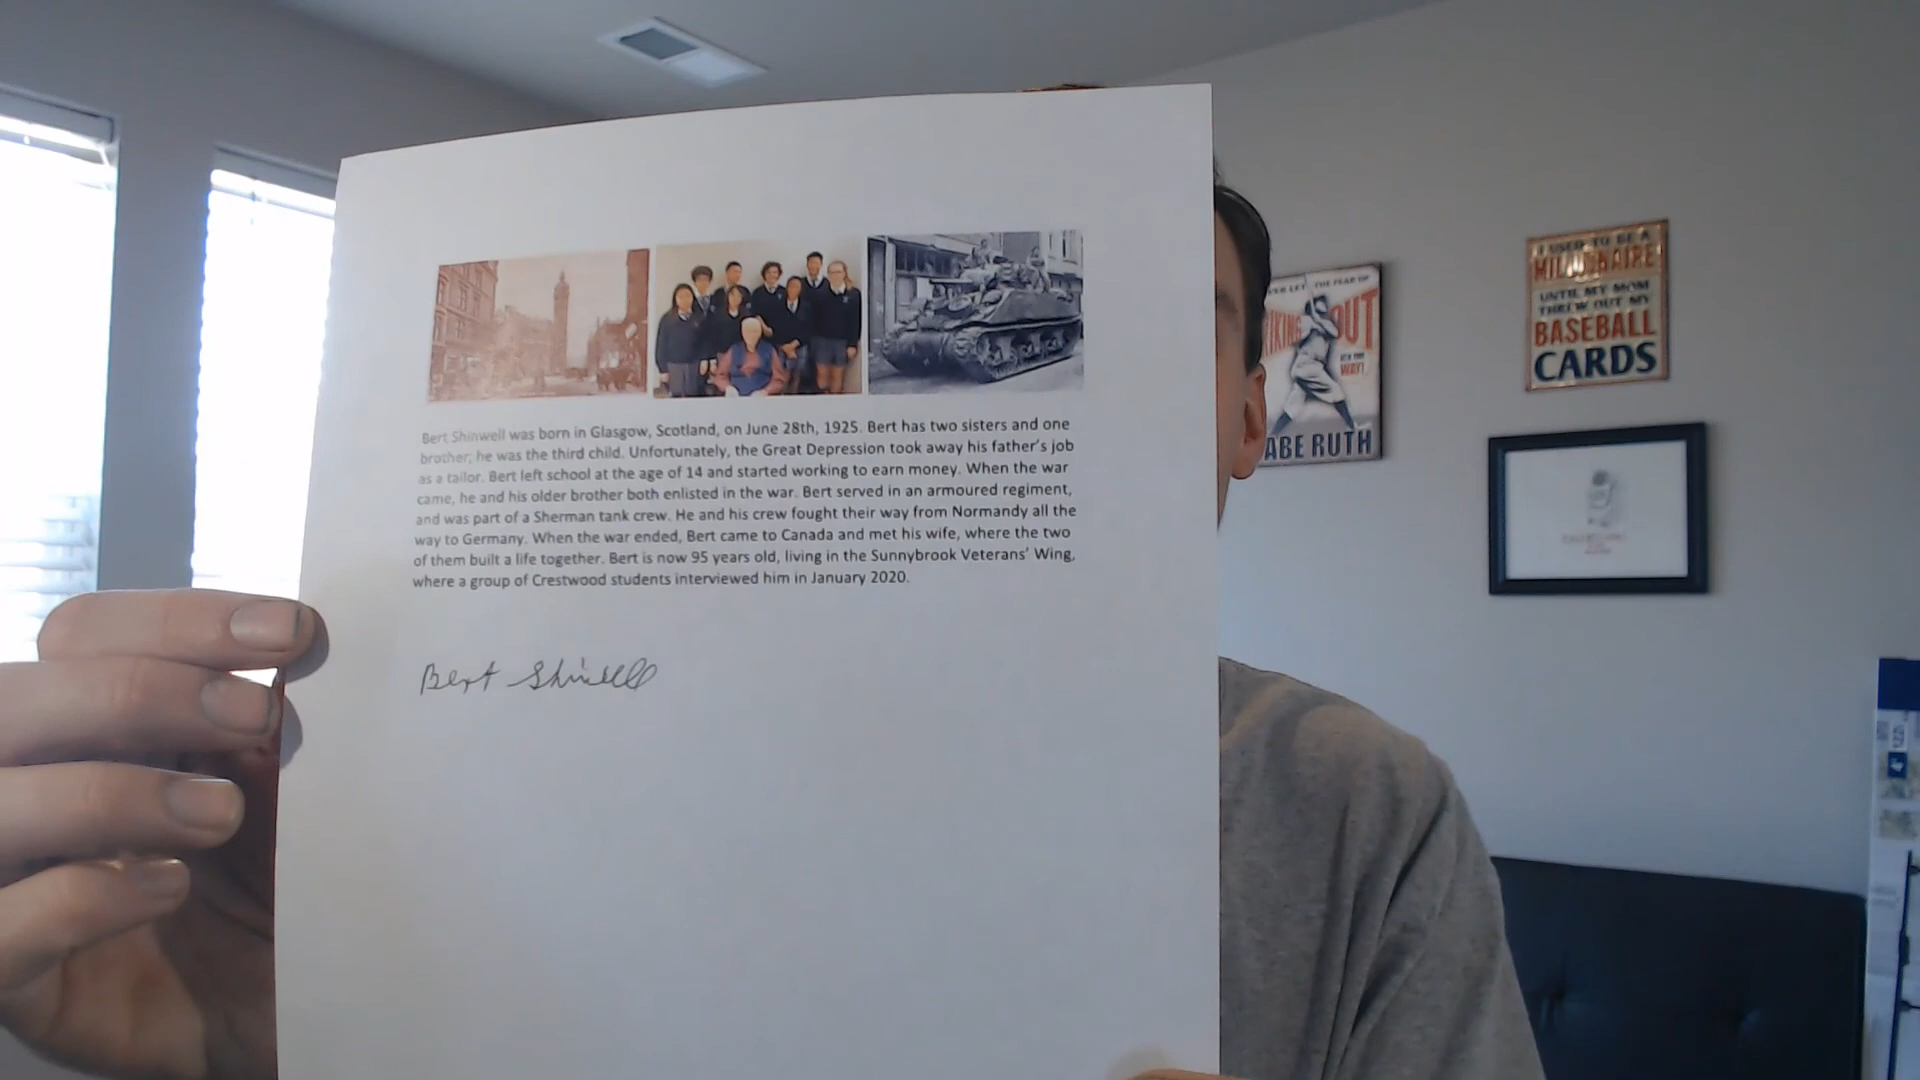 Bert Shinwell was born in Glasgow, Scotland, on June 28th, 1925. Bert has two sisters and one
brother; he was the third child. Unfortunately, the Great Depression took away his father's job
as a tailor. Bert left school at the age of 14 and started working to earn money. When the war
came, he and his older brother both enlisted in the war. Bert served in an armoured regiment,
and was part of a Sherman tank crew. He and his crew fought their way from Normandy all the
way to Germany. When the war ended, Bert came to Canada and met his wife, where the two
of them built a life together. Bert is now 95 years old, living in the Sunnybrook Veterans' Wing,
where a group of Crestwood students interviewed him in January 2020.
Bert Shinwell
LET THE FEAR OF
OUT
WAY!
ABE RUTH
I USED TO BE A
MILLIONAIRE
UNTIL MY MOM
THREW OUT MY
BASEBALL
CARDS